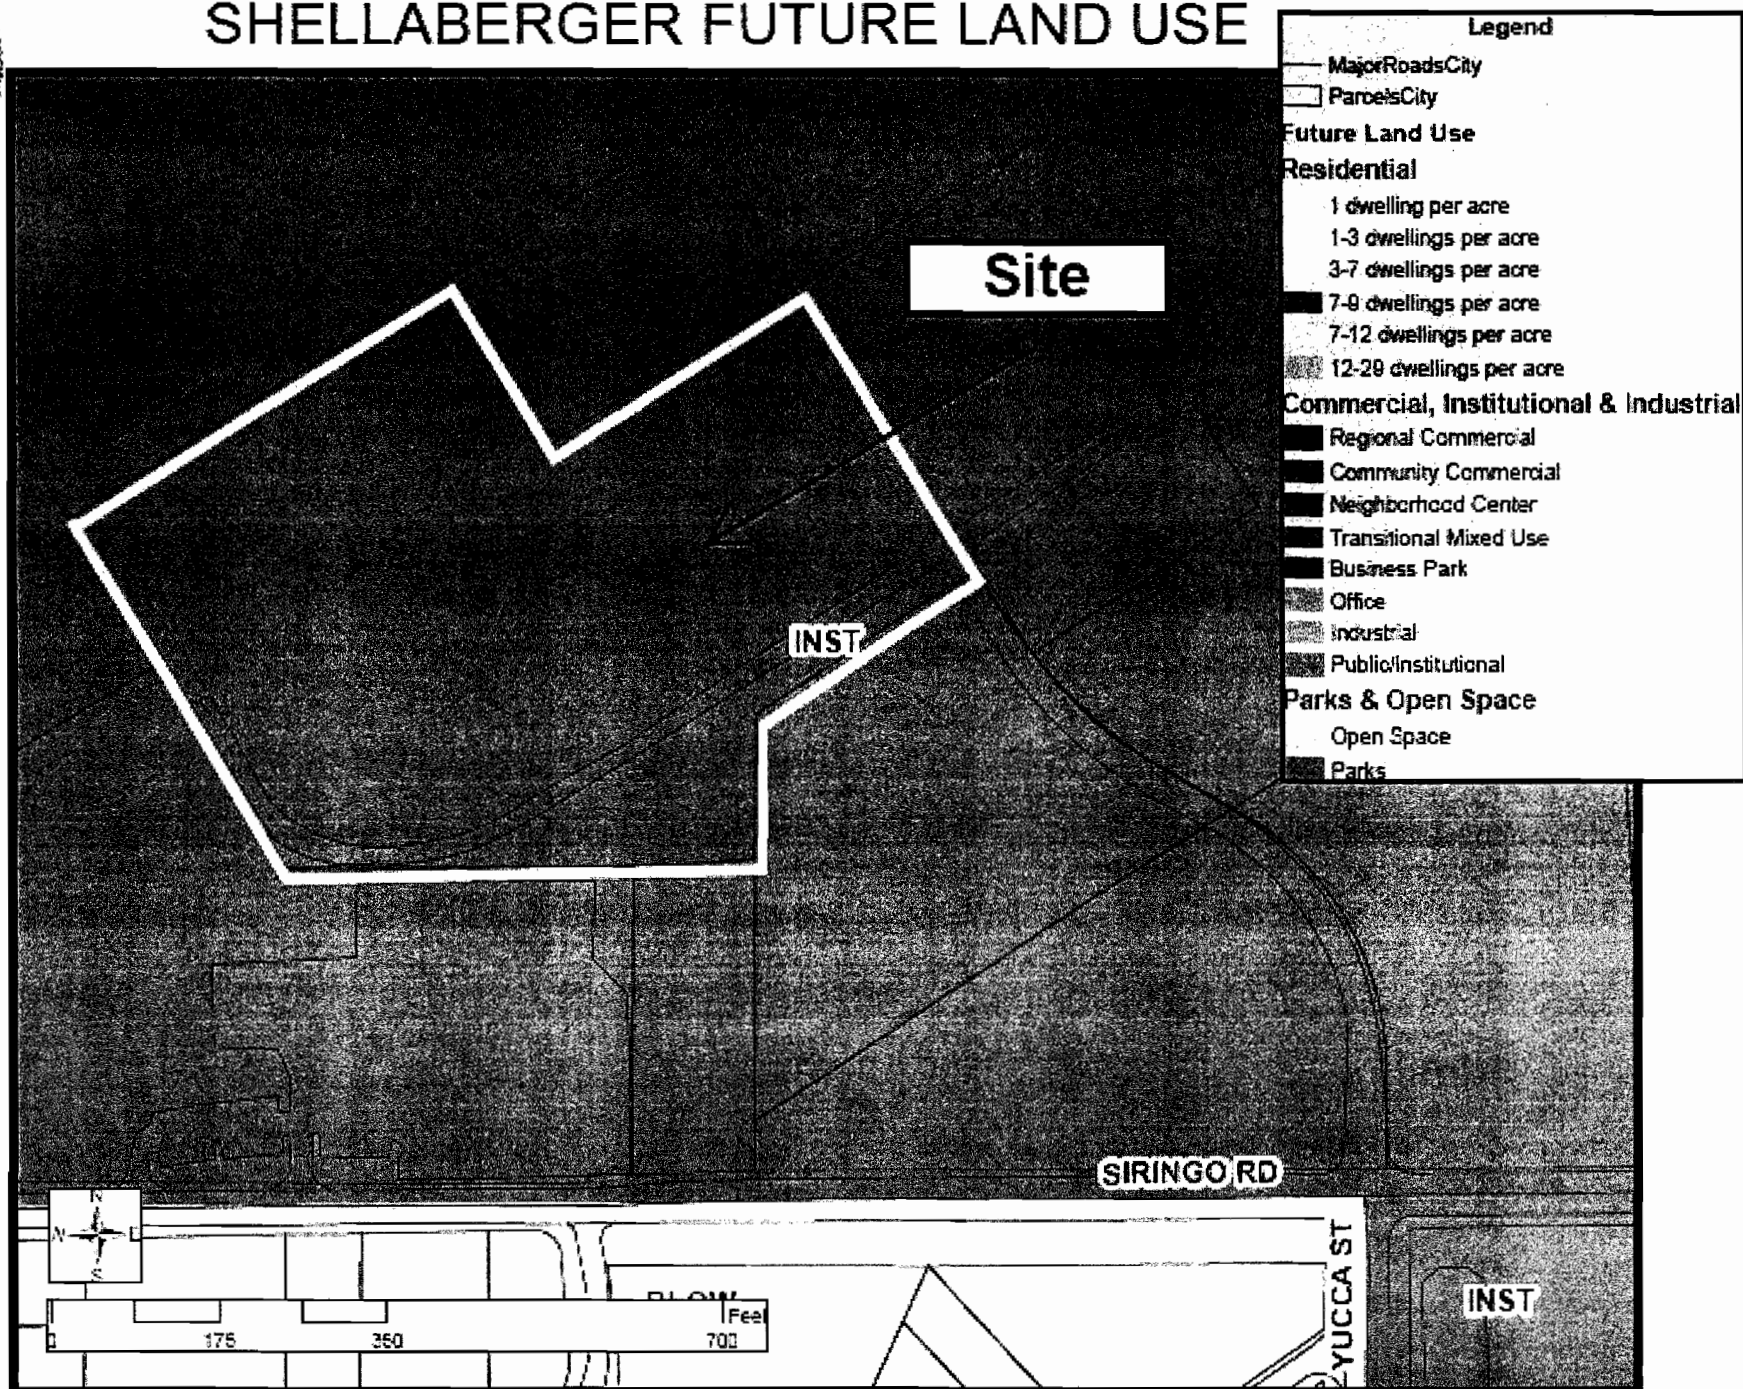 SHELLABERGER FUTURE LAND USE
Legend
MajorRoadsCity
ParcelsCity
Future Land Use
Residential
1 dwelling per acre
1-3 dwellings per acre
3-7 dwellings per acre
7-9 dwellings per acre
7-12 dwellings per acre
12-29 dwellings per acre
Commercial, Institutional & Industrial
Regional Commercial
Community Commercial
Neighborhood Center
Transitional Mixed Use
Business Park
Office
Industrial
Public/Institutional
Parks & Open Space
Open Space
Parks
Site
INST
SIRINGO RD
YUCCA ST
INST
N
S
Feet
0 175 350 700